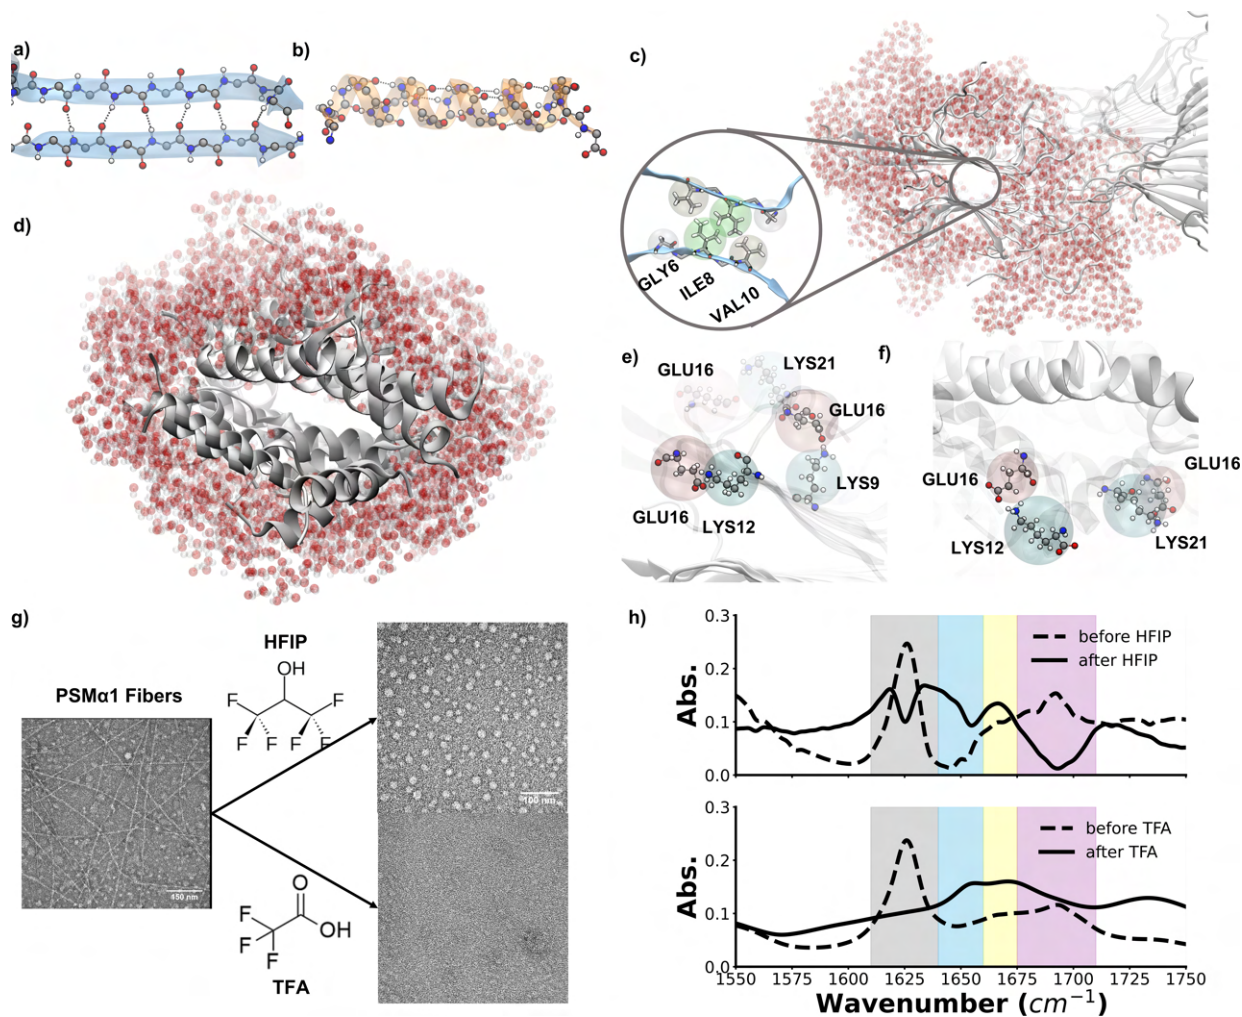 a)
b)
c)
GLY6
ILE8
VAL10
d)
e)
GLU16
LYS21
GLU16
LYS9
GLU16
LYS12
f)
GLU16
GLU16
LYS12
LYS21
g)
HFIP
OH
F
F
F
F
F
F
PSMα1 Fibers
450 nm
100 nm
O
F
F
OH
F
TFA
h)
0.3
0.2
0.1
0.0
Abs.
before HFIP
after HFIP
0.3
0.2
0.1
0.0
Abs.
before TFA
after TFA
1550 1575 1600 1625 1650 1675 1700 1725 1750
Wavenumber (cm⁻¹)